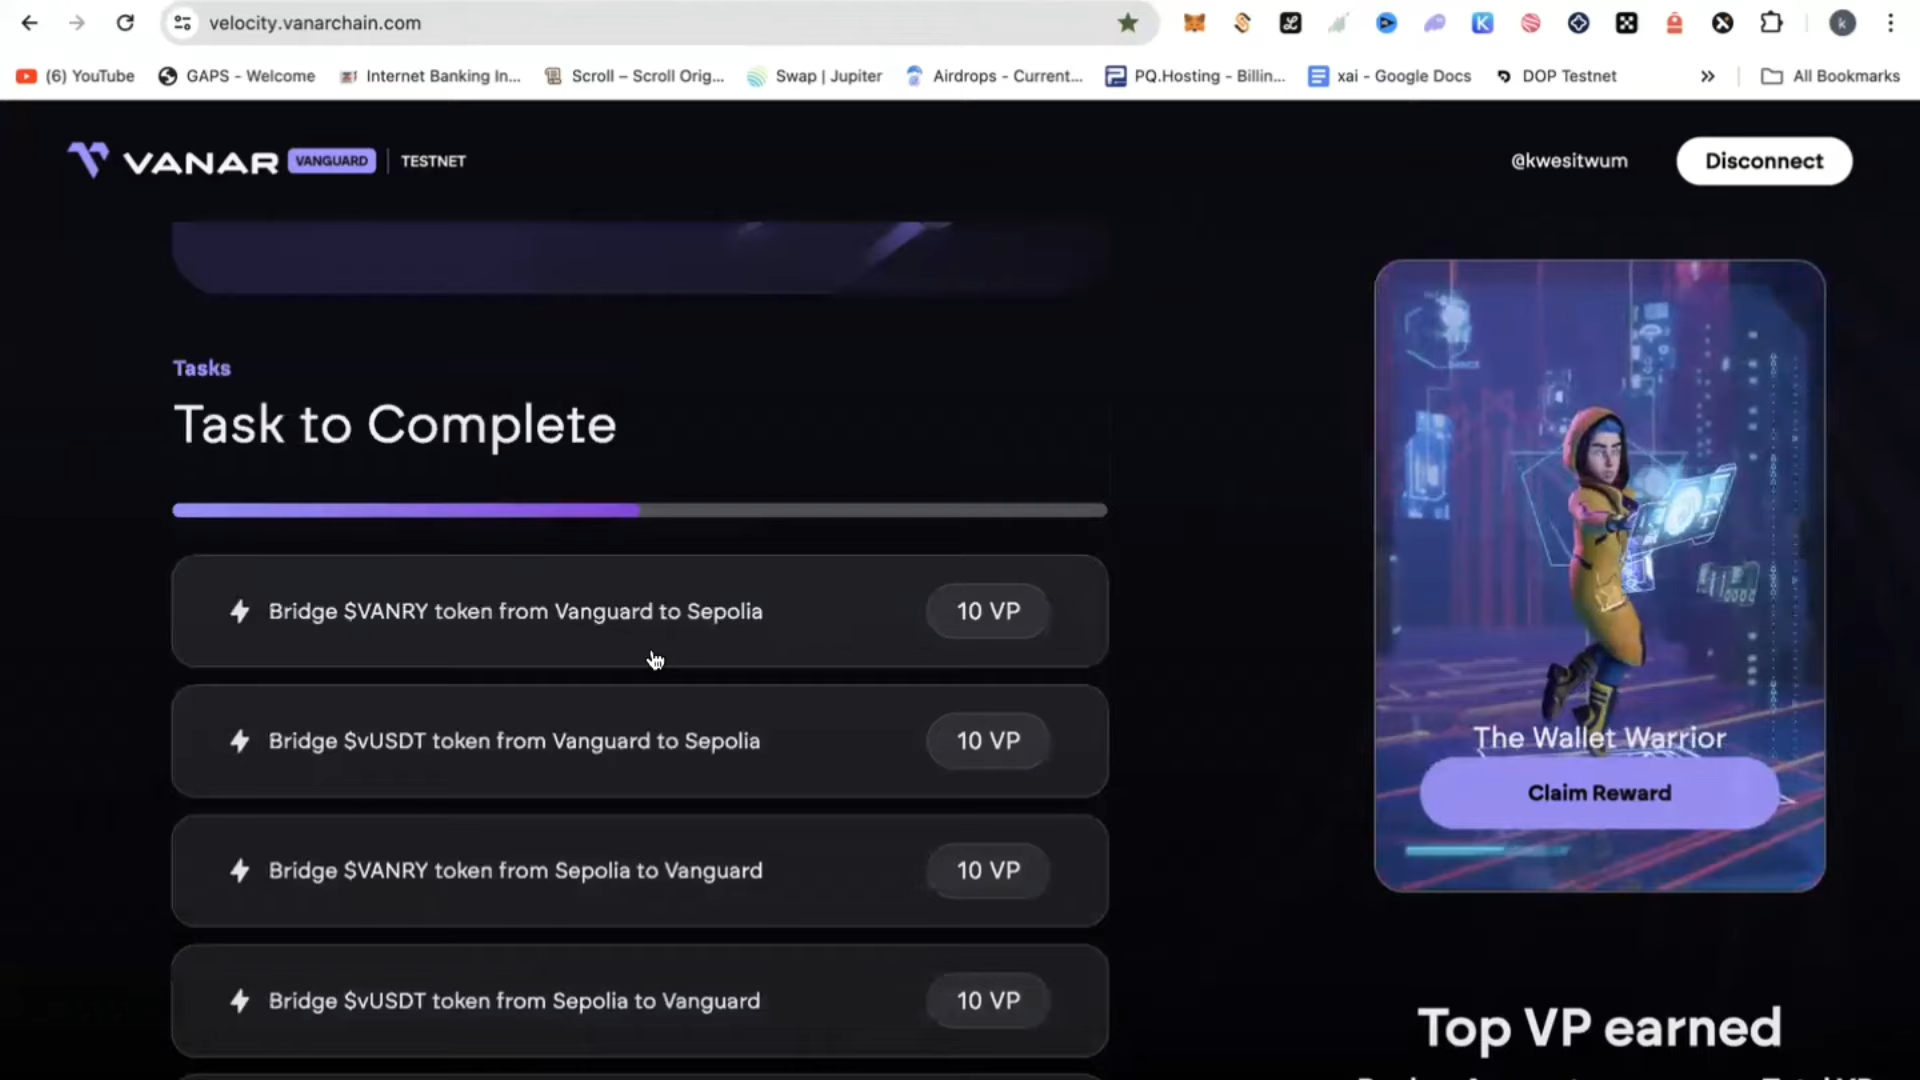 velocity.vanarchain.com
(6) YouTube
GAPS - Welcome
Internet Banking In...
Scroll – Scroll Orig...
Swap | Jupiter
Airdrops - Current...
PQ.Hosting - Billin...
xai - Google Docs
DOP Testnet
All Bookmarks
VANAR VANGUARD TESTNET
@kwesitwum
Disconnect
Tasks
Task to Complete
Bridge $VANRY token from Vanguard to Sepolia 10 VP
Bridge $vUSDT token from Vanguard to Sepolia 10 VP
Bridge $VANRY token from Sepolia to Vanguard 10 VP
Bridge $vUSDT token from Sepolia to Vanguard 10 VP
The Wallet Warrior
Claim Reward
Top VP earned